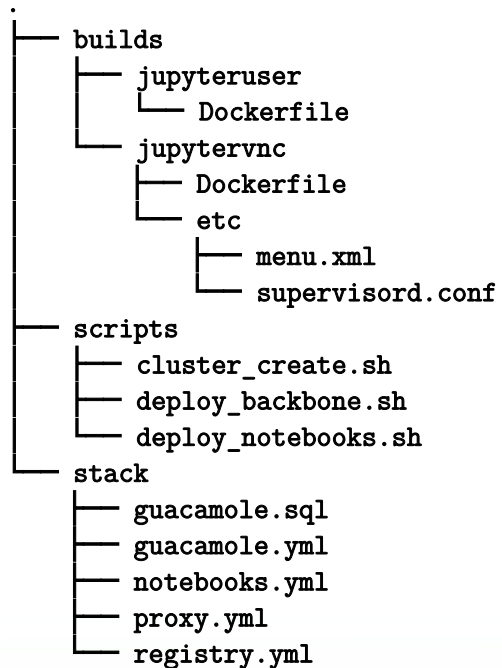 .
builds
jupyteruser
Dockerfile
jupytervnc
Dockerfile
etc
menu.xml
supervisord.conf
scripts
cluster_create.sh
deploy_backbone.sh
deploy_notebooks.sh
stack
guacamole.sql
guacamole.yml
notebooks.yml
proxy.yml
registry.yml